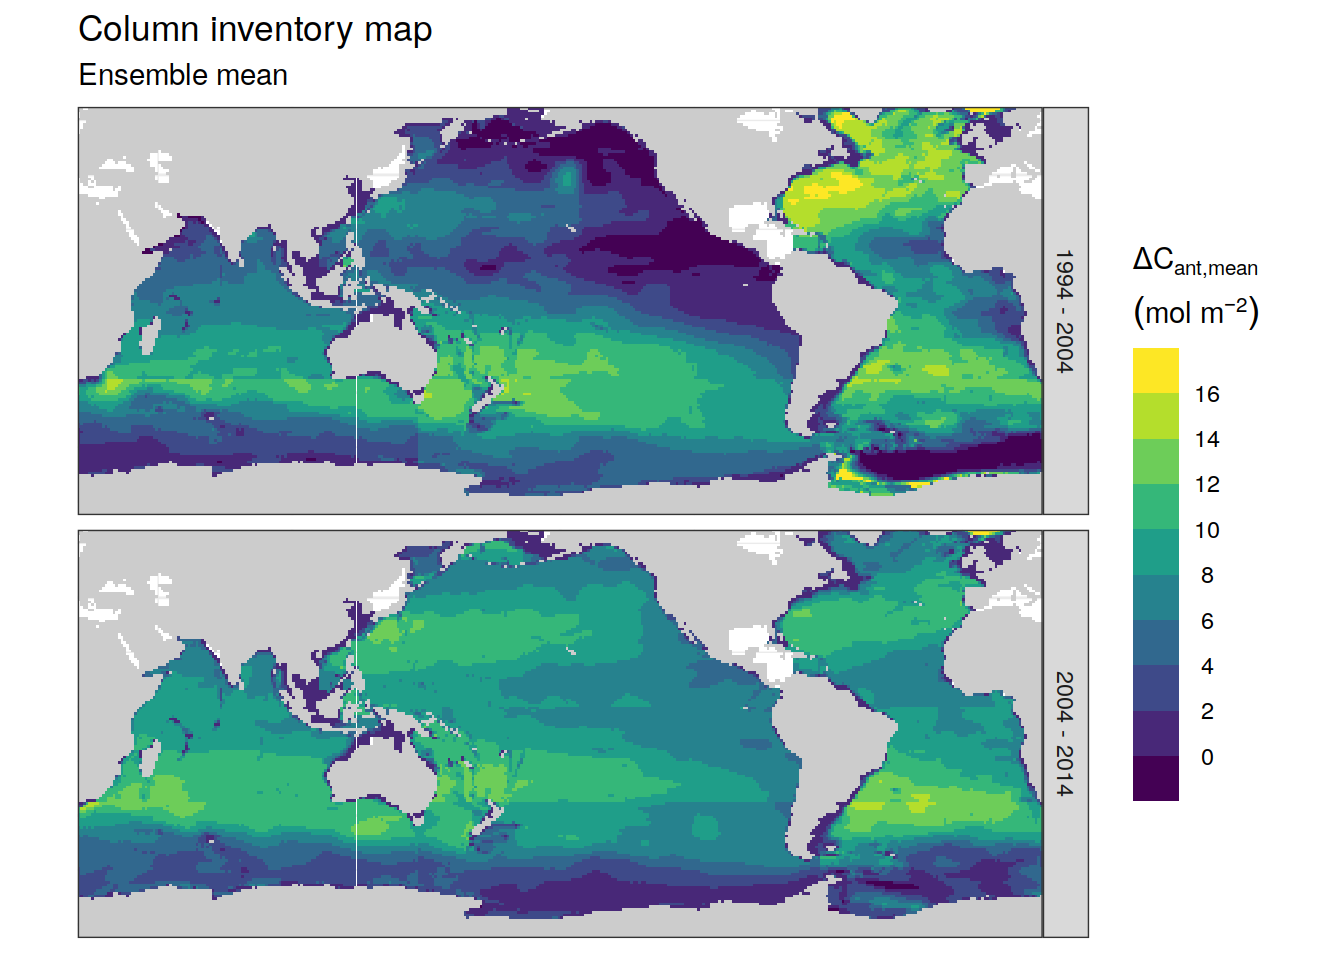 Column inventory map
Ensemble mean
1994 - 2004
2004 - 2014
ΔCant,mean
(mol m−2)
16
14
12
10
8
6
4
2
0